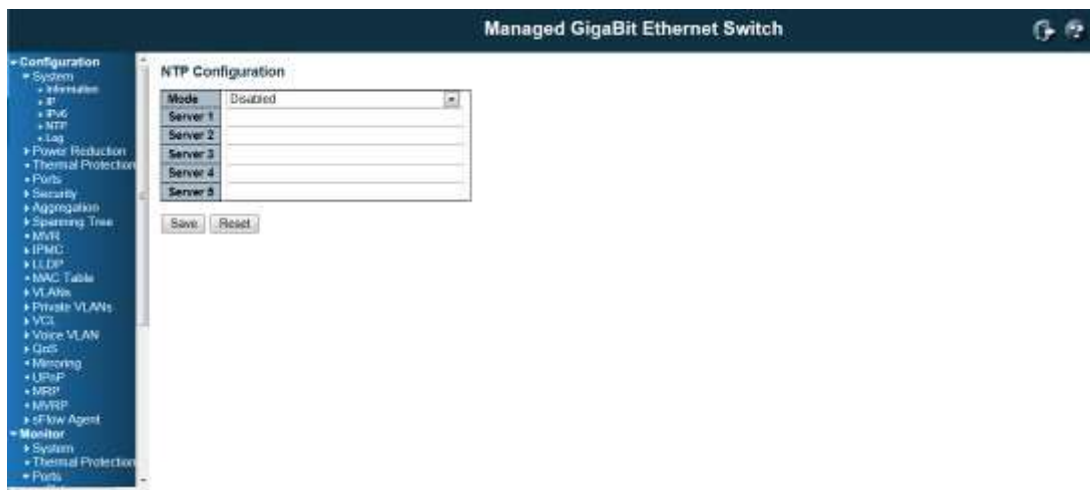 Managed GigaBit Ethernet Switch
Configuration
System
Information
IP
IPv6
NTP
Log
Power Reduction
Thermal Protection
Ports
Security
Aggregation
Spanning Tree
MVR
IPMC
LLDP
MAC Table
VLANs
Private VLANs
VCL
Voice VLAN
QoS
Mirroring
UPnP
MRP
MVRP
sFlow Agent
Monitor
System
Thermal Protection
Ports
NTP Configuration
Mode Disabled
Server 1
Server 2
Server 3
Server 4
Server 5
Save Reset